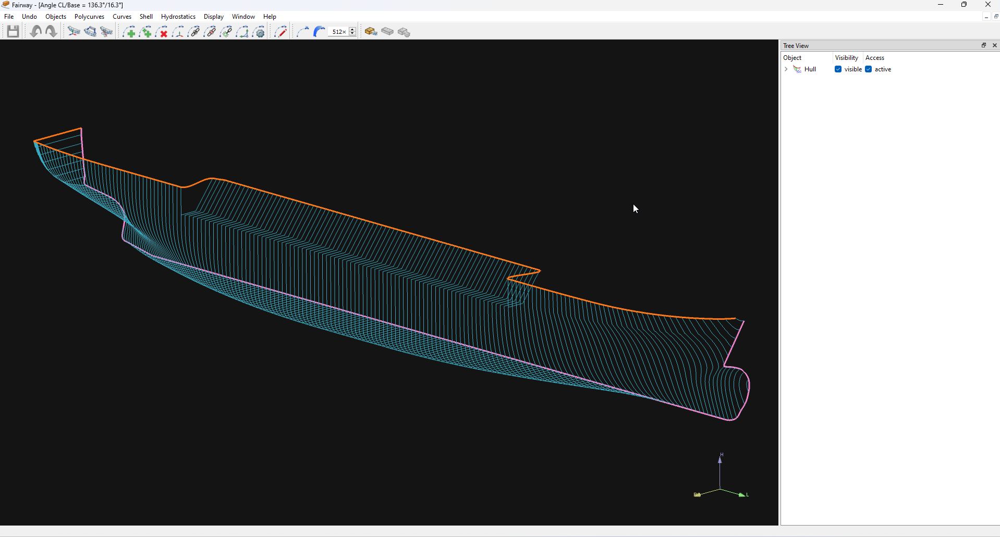 Fairway - [Angle CL/Base = 136.3°/16.3°]
File Undo Objects Polycurves Curves Shell Hydrostatics Display Window Help
512×
Tree View
Object Visibility Access
Hull visible active
H
B L